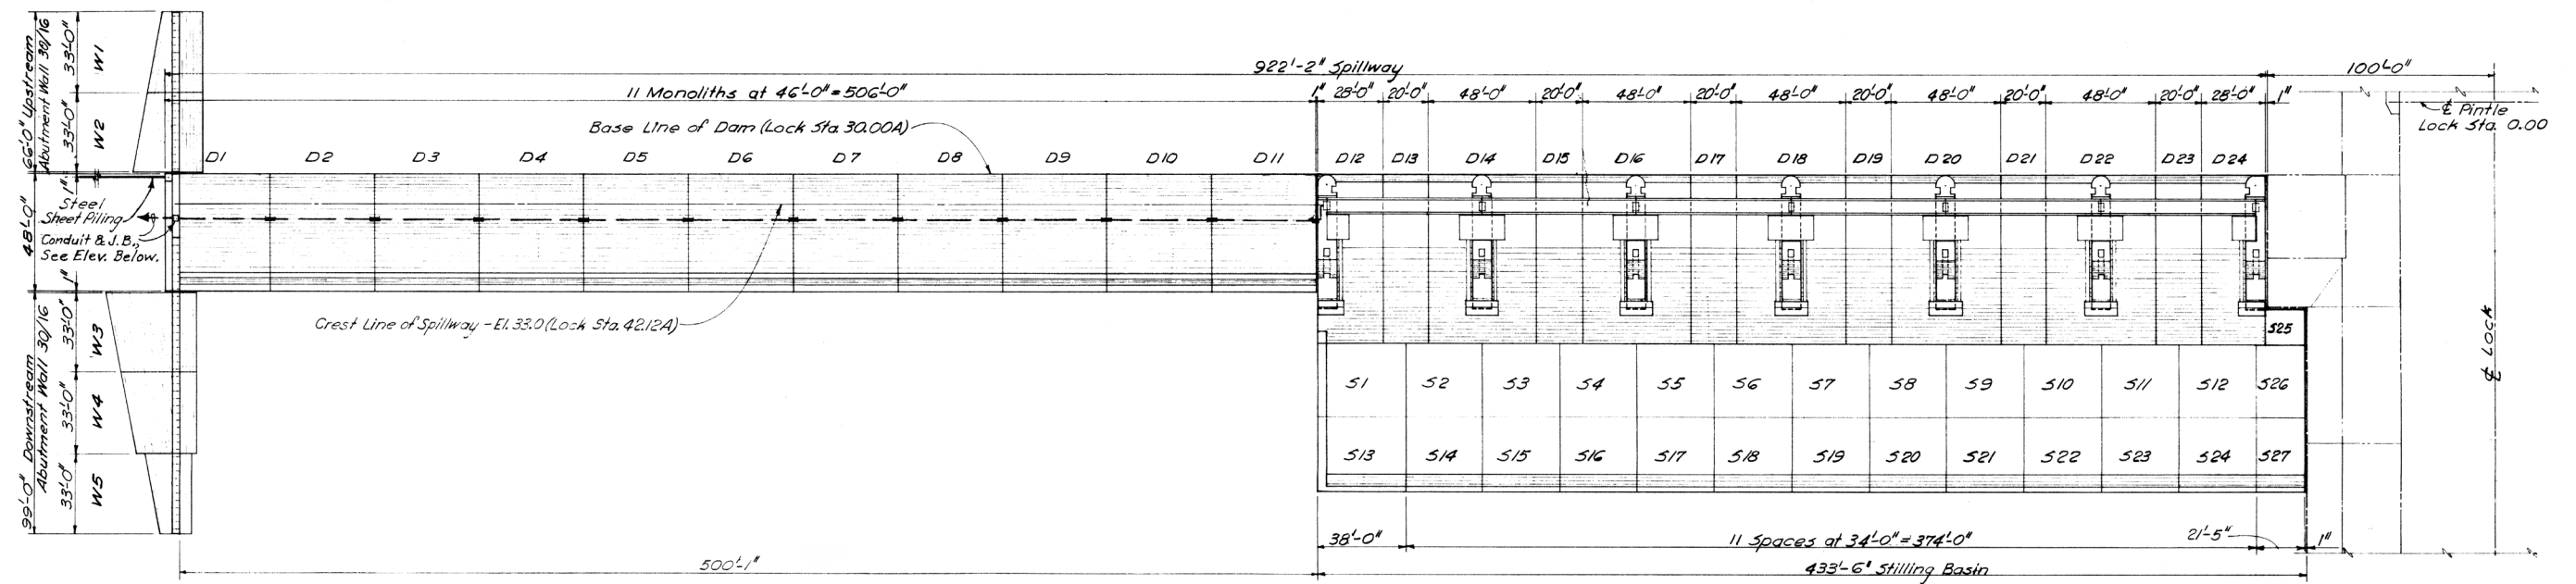 922'-2" Spillway
100'-0"
11 Monoliths at 46'-0" = 506'-0"
1" 28'-0" 20'-0" 48'-0" 20'-0" 48'-0" 20'-0" 48'-0" 20'-0" 48'-0" 20'-0" 48'-0" 20'-0" 28'-0" 1"
℄ Pintle
Lock Sta. 0.00
Base Line of Dam (Lock Sta. 30.00A)
66'-0" Upstream
Abutment Wall 30/16
33'-0"
33'-0"
W1
W2
D1 D2 D3 D4 D5 D6 D7 D8 D9 D10 D11 D12 D13 D14 D15 D16 D17 D18 D19 D20 D21 D22 D23 D24
48'-0"
1"
Steel
Sheet Piling
Conduit & J.B.,
See Elev. Below.
1"
Crest Line of Spillway - El. 33.0 (Lock Sta. 42.12A)
99'-0" Downstream
Abutment Wall 30/16
33'-0"
33'-0"
33'-0"
W3
W4
W5
S25
℄ Lock
S1 S2 S3 S4 S5 S6 S7 S8 S9 S10 S11 S12 S26
S13 S14 S15 S16 S17 S18 S19 S20 S21 S22 S23 S24 S27
38'-0"
11 Spaces at 34'-0" = 374'-0"
21'-5"
1"
500'-1"
433'-6" Stilling Basin